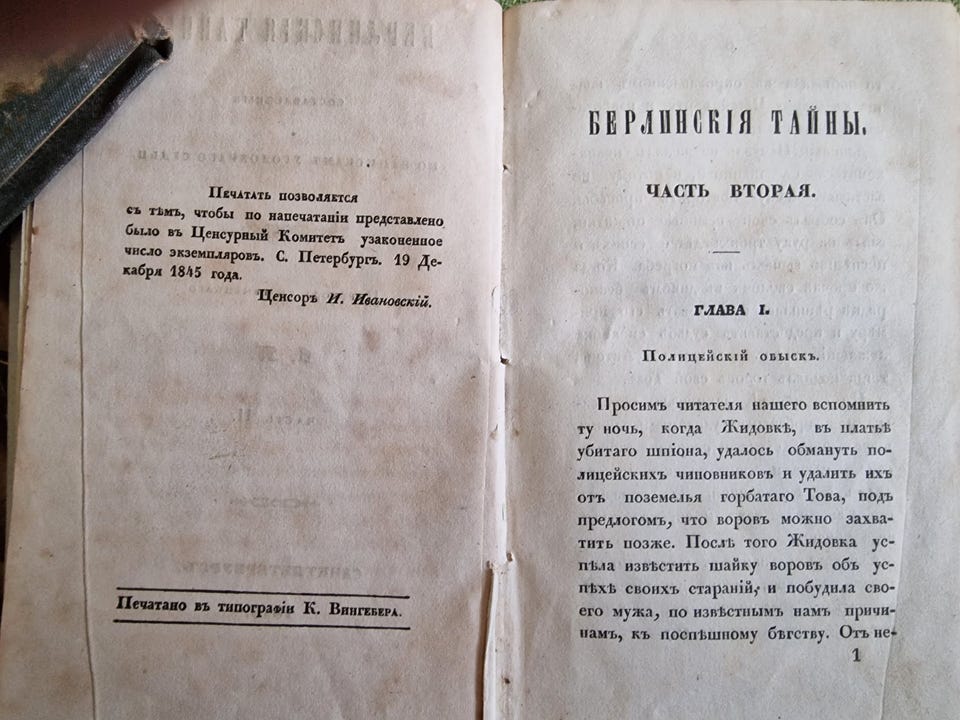 Печатать позволяется
съ тѣмъ, чтобы по напечатаніи представлено
было въ Ценсурный Комитетъ узаконенное
число экземпляровъ. С. Петербургъ. 19 Де-
кабря 1845 года.
Ценсоръ И. Ивановскій.
Печатано въ типографіи К. Вингебера.
БЕРЛИНСКІЯ ТАЙНЫ.
ЧАСТЬ ВТОРАЯ.
ГЛАВА I.
Полицейскій обыскъ.
Просимъ читателя нашего вспомнить
ту ночь, когда Жидовкѣ, въ платьѣ
убитаго шпіона, удалось обмануть по-
лицейскихъ чиновниковъ и удалить ихъ
отъ поземелья горбатаго Това, подъ
предлогомъ, что воровъ можно захва-
тить позже. Послѣ того Жидовка ус-
пѣла извѣстить шайку воровъ объ ус-
пѣхѣ своихъ стараній, и побудила сво-
его мужа, по извѣстнымъ намъ причи-
намъ, къ поспѣшному бѣгству. Отъ не-
1